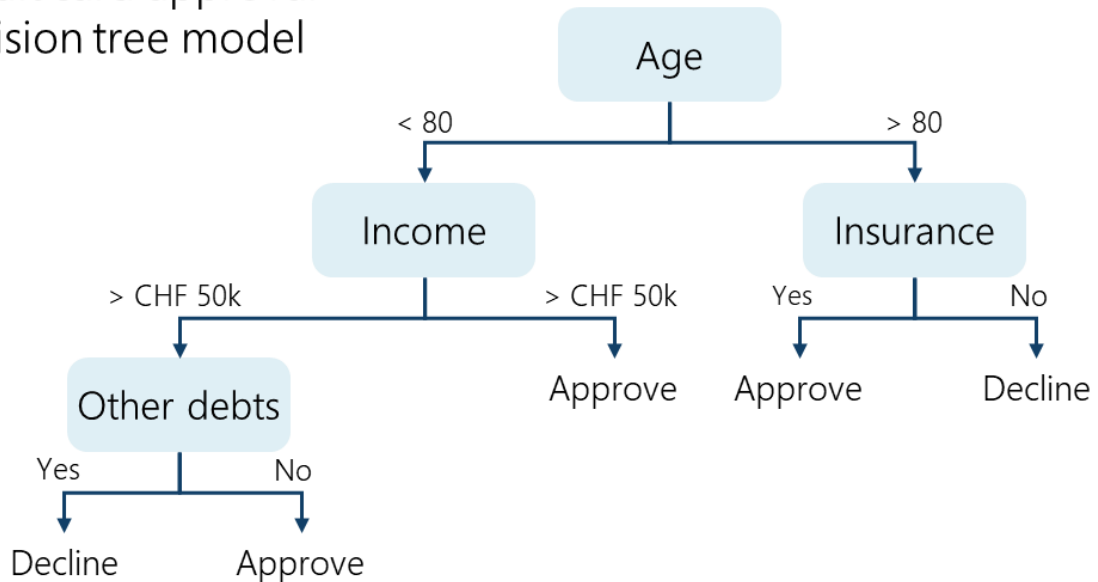 ision tree model
Age
< 80
> 80
Income
Insurance
> CHF 50k
> CHF 50k
Yes
No
Other debts
Approve
Approve
Decline
Yes
No
Decline
Approve